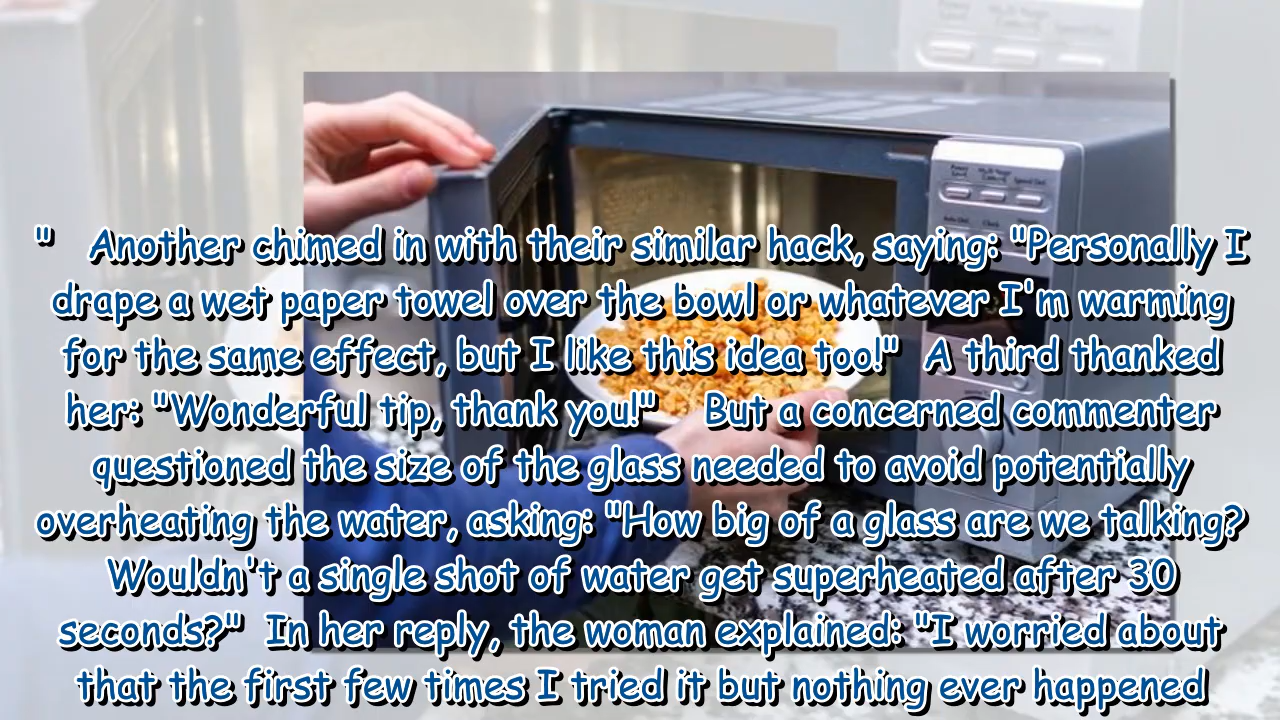 "   Another chimed in with their similar hack, saying: "Personally I
drape a wet paper towel over the bowl or whatever I'm warming
for the same effect, but I like this idea too!"  A third thanked
her: "Wonderful tip, thank you!"    But a concerned commenter
questioned the size of the glass needed to avoid potentially
overheating the water, asking: "How big of a glass are we talking?
Wouldn't a single shot of water get superheated after 30
seconds?"  In her reply, the woman explained: "I worried about
that the first few times I tried it but nothing ever happened